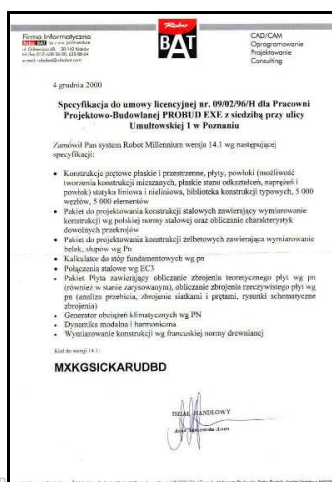 Firma Informatyczna
Robo BAT
Robo
BAT
CAD/CAM
Oprogramowanie
Projektowanie
Consulting
4 grudnia 2000
Specyfikacja do umowy licencyjnej nr. 09/02/96/H dla Pracowni
Projektowo-Budowlanej PROBUD EXE z siedzibą przy ulicy
Umultowskiej 1 w Poznaniu
Zamówił Pan system Robot Millennium wersja 14.1 wg następującej
specyfikacji:
• Konstrukcje prętowe płaskie i przestrzenne, płyty, powłoki (możliwość
tworzenia konstrukcji mieszanych, płaskie stany odkształceń, naprężeń i
powłok) statyka liniowa i nieliniowa, biblioteka konstrukcji typowych, 5 000
węzłów, 5 000 elementów
• Pakiet do projektowania konstrukcji stalowych zawierający wymiarowanie
konstrukcji wg polskiej normy stalowej oraz obliczanie charakterystyk
dowolnych przekrojów
• Pakiet do projektowania konstrukcji żelbetowych zawierająca wymiarowanie
belek, słupów wg Pn
• Kalkulator do stóp fundamentowych wg pn
• Połączenia stalowe wg EC3
• Pakiet Płyta zawierający obliczanie zbrojenia teoretycznego płyt wg pn
(również w stanie zarysowanym), obliczanie zbrojenia rzeczywistego płyt wg
pn (analiza przebicia, zbrojenie siatkami i prętami, rysunki schematyczne
zbrojenia)
• Generator obciążeń klimatycznych wg PN
• Dynamika modalna i harmoniczna
• Wymiarowanie konstrukcji wg francuskiej normy drewnianej
Kod do wersji 14.1:
MXKGSICKARUDBD
DZIAŁ HANDLOWY